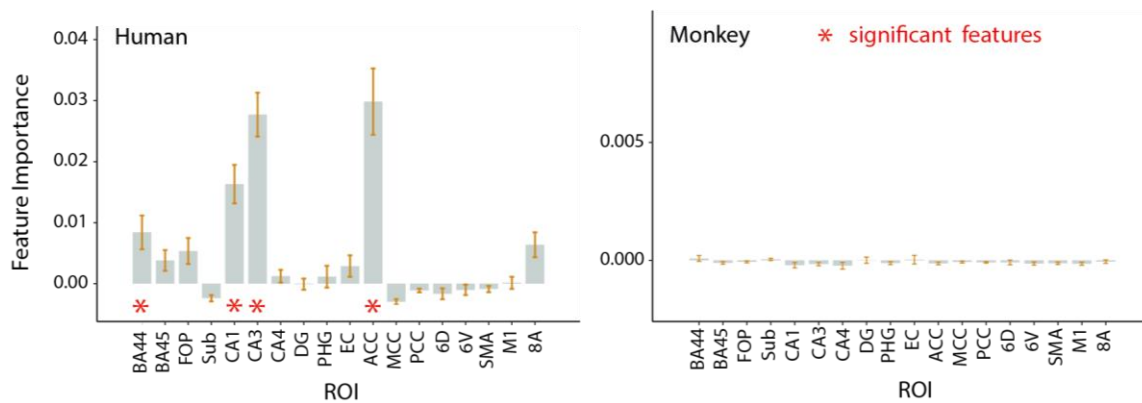 Human
Feature Importance
0.04
0.03
0.02
0.01
0.00
* * * *
BA44 BA45 FOP Sub CA1 CA3 CA4 DG PHG EC ACC MCC PCC 6D 6V SMA M1 8A
ROI
Monkey
* significant features
0.005
0.000
BA44 BA45 FOP Sub CA1 CA3 CA4 DG PHG EC ACC MCC PCC 6D 6V SMA M1 8A
ROI